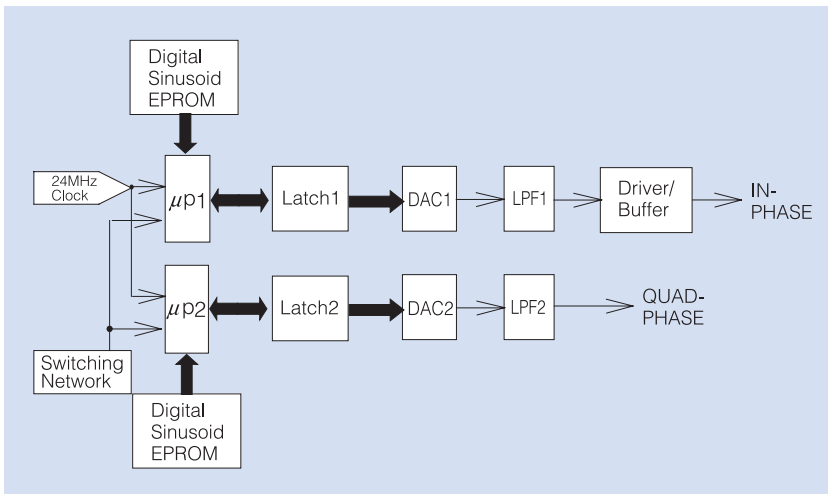 Digital
Sinusoid
EPROM
24MHz
Clock
μp1
Latch1
DAC1
LPF1
Driver/
Buffer
IN-
PHASE
μp2
Latch2
DAC2
LPF2
QUAD-
PHASE
Switching
Network
Digital
Sinusoid
EPROM